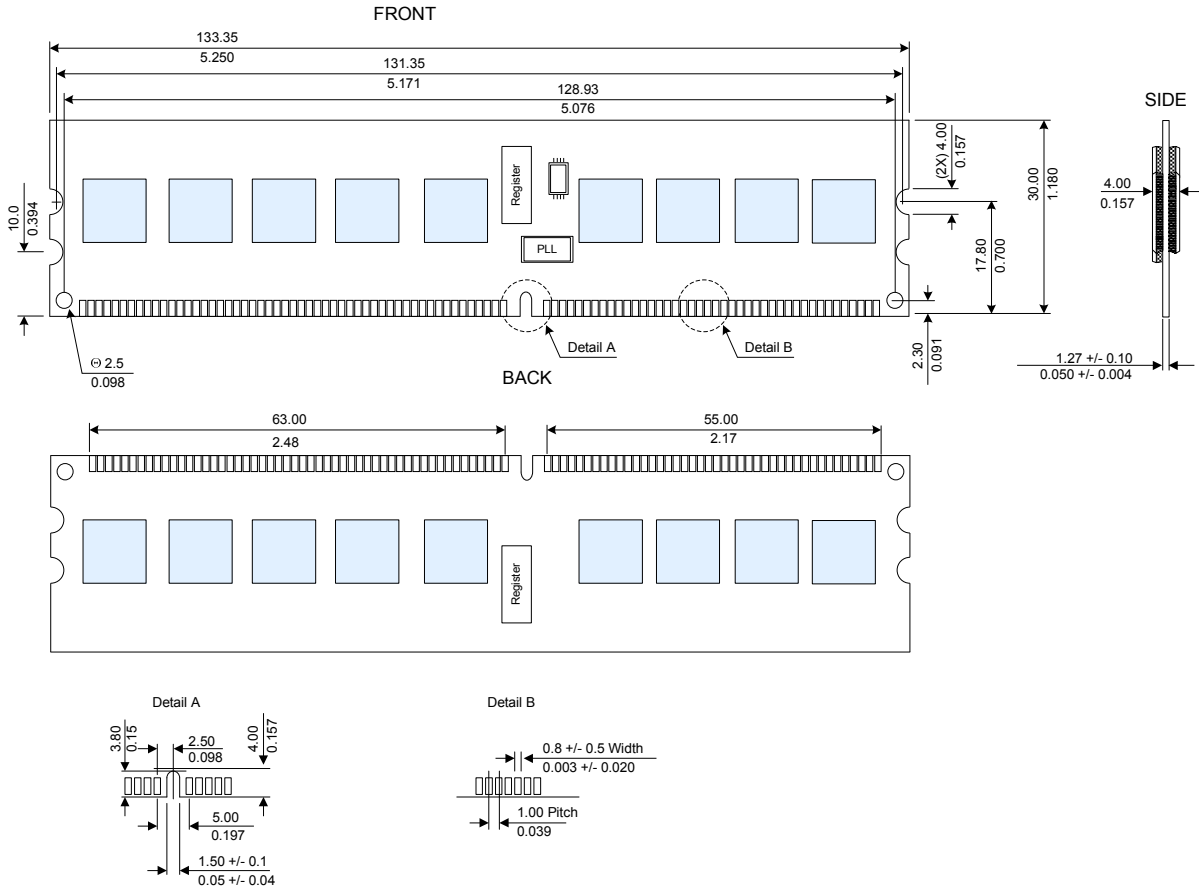 FRONT
133.35
5.250
131.35
5.171
128.93
5.076
SIDE
(2X) 4.00
0.157
30.00
1.180
4.00
0.157
10.0
0.394
Register
PLL
17.80
0.700
Detail A
Detail B
2.30
0.091
Θ 2.5
0.098
1.27 +/- 0.10
0.050 +/- 0.004
BACK
63.00
2.48
55.00
2.17
Register
Detail A
Detail B
3.80
0.15
2.50
0.098
4.00
0.157
5.00
0.197
1.50 +/- 0.1
0.05 +/- 0.04
0.8 +/- 0.5 Width
0.003 +/- 0.020
1.00 Pitch
0.039